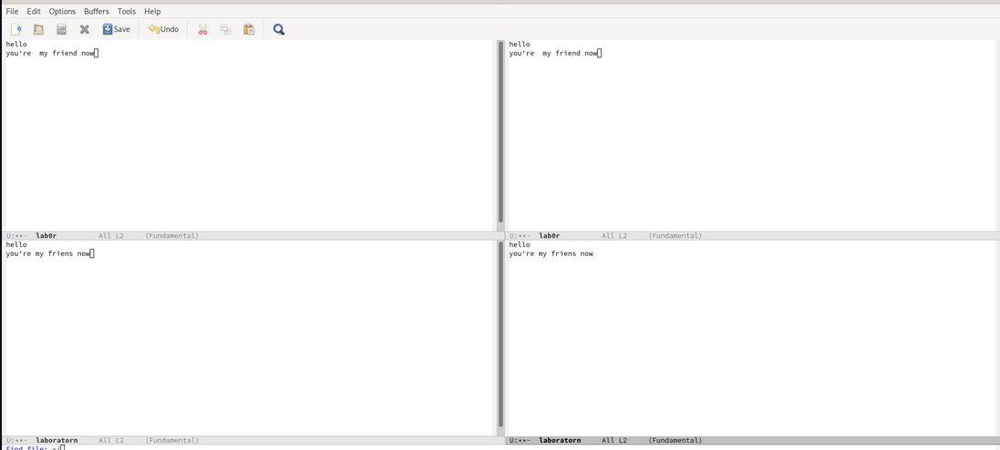 File Edit Options Buffers Tools Help
Save Undo
hello
you're  my friend now
U:**-  lab0r  All L2  (Fundamental)
hello
you're  my friend now
U:**-  lab0r  All L2  (Fundamental)
hello
you're my friens now
U:**-  laboratorn  All L2  (Fundamental)
hello
you're my friens now
U:**-  laboratorn  All L2  (Fundamental)
Find file: ~/